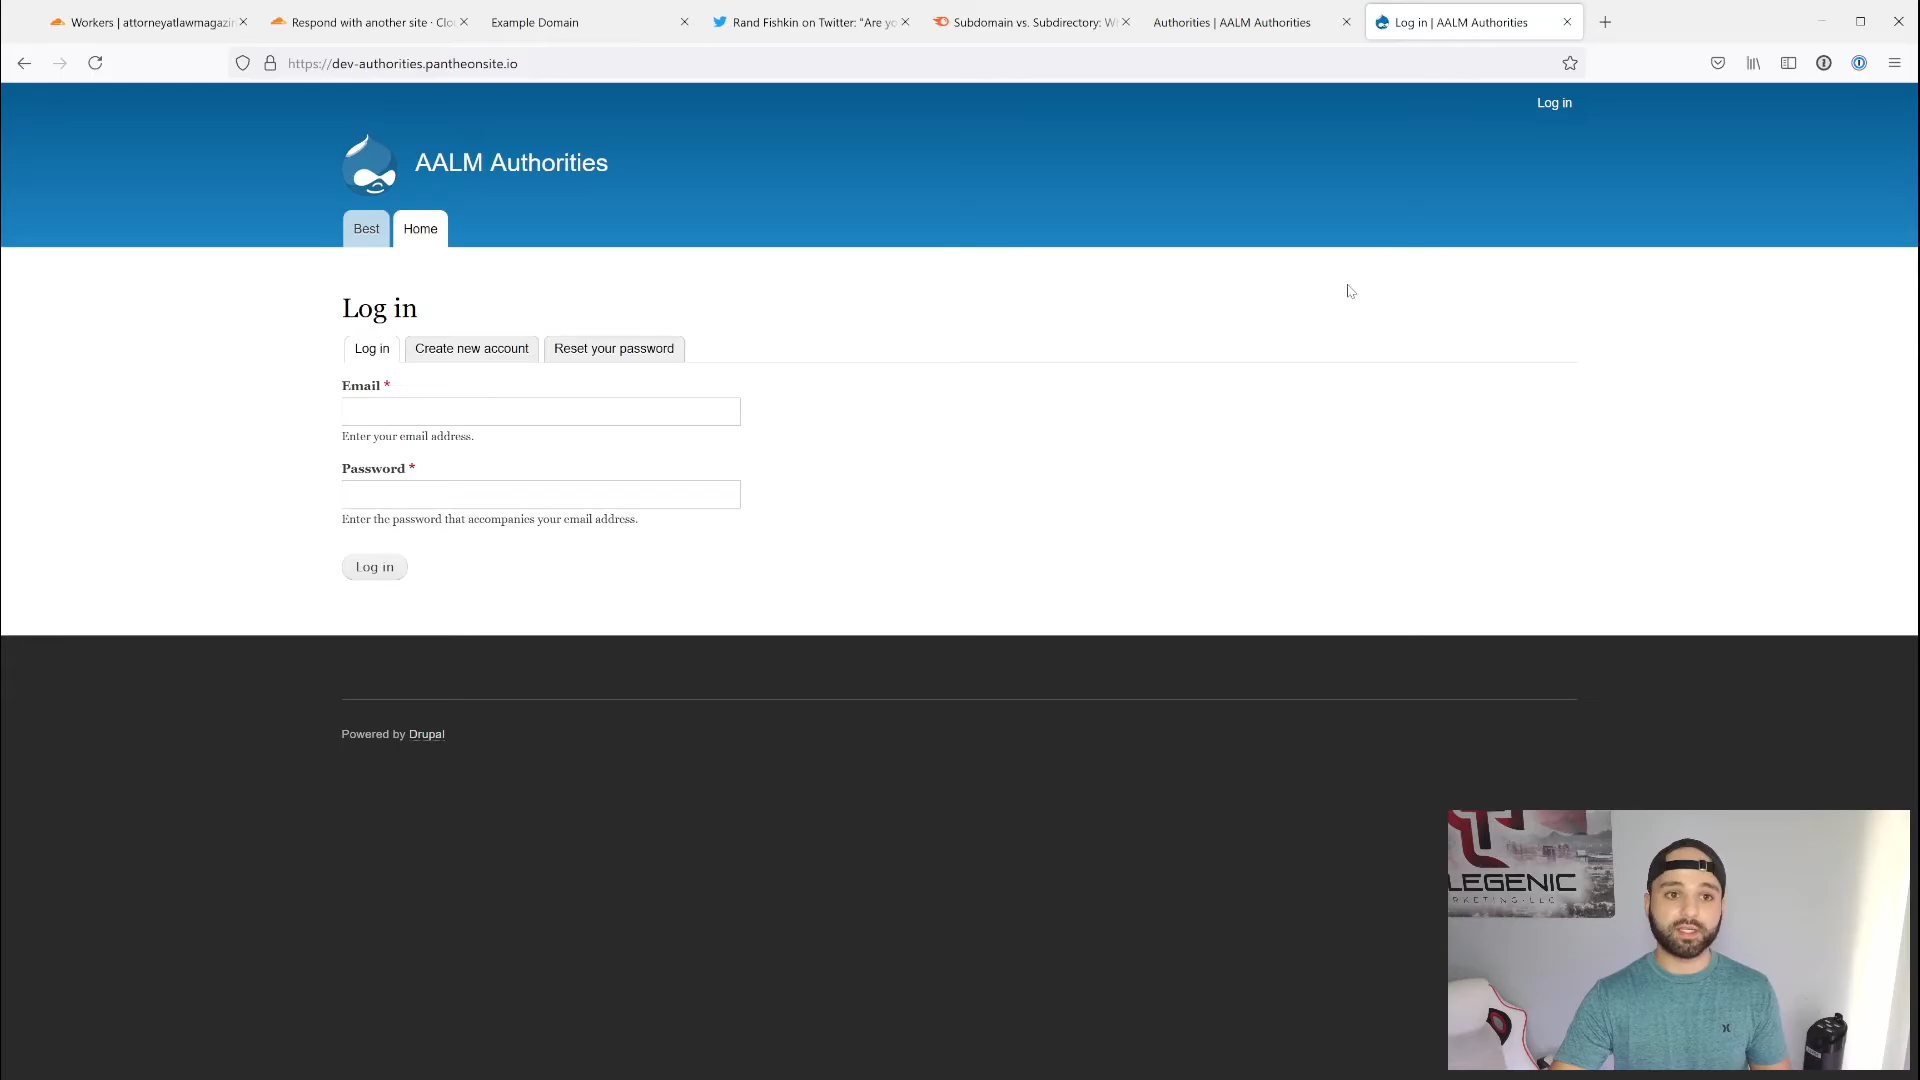 Workers | attorneyatlawmagazin
Respond with another site · Clo
Example Domain
Rand Fishkin on Twitter: "Are yo
Subdomain vs. Subdirectory: W
Authorities | AALM Authorities
Log in | AALM Authorities
https://dev-authorities.pantheonsite.io
Log in
AALM Authorities
Best
Home
Log in
Log in
Create new account
Reset your password
Email *
Enter your email address.
Password *
Enter the password that accompanies your email address.
Log in
Powered by Drupal
LEGENIC
RKETING·LLC